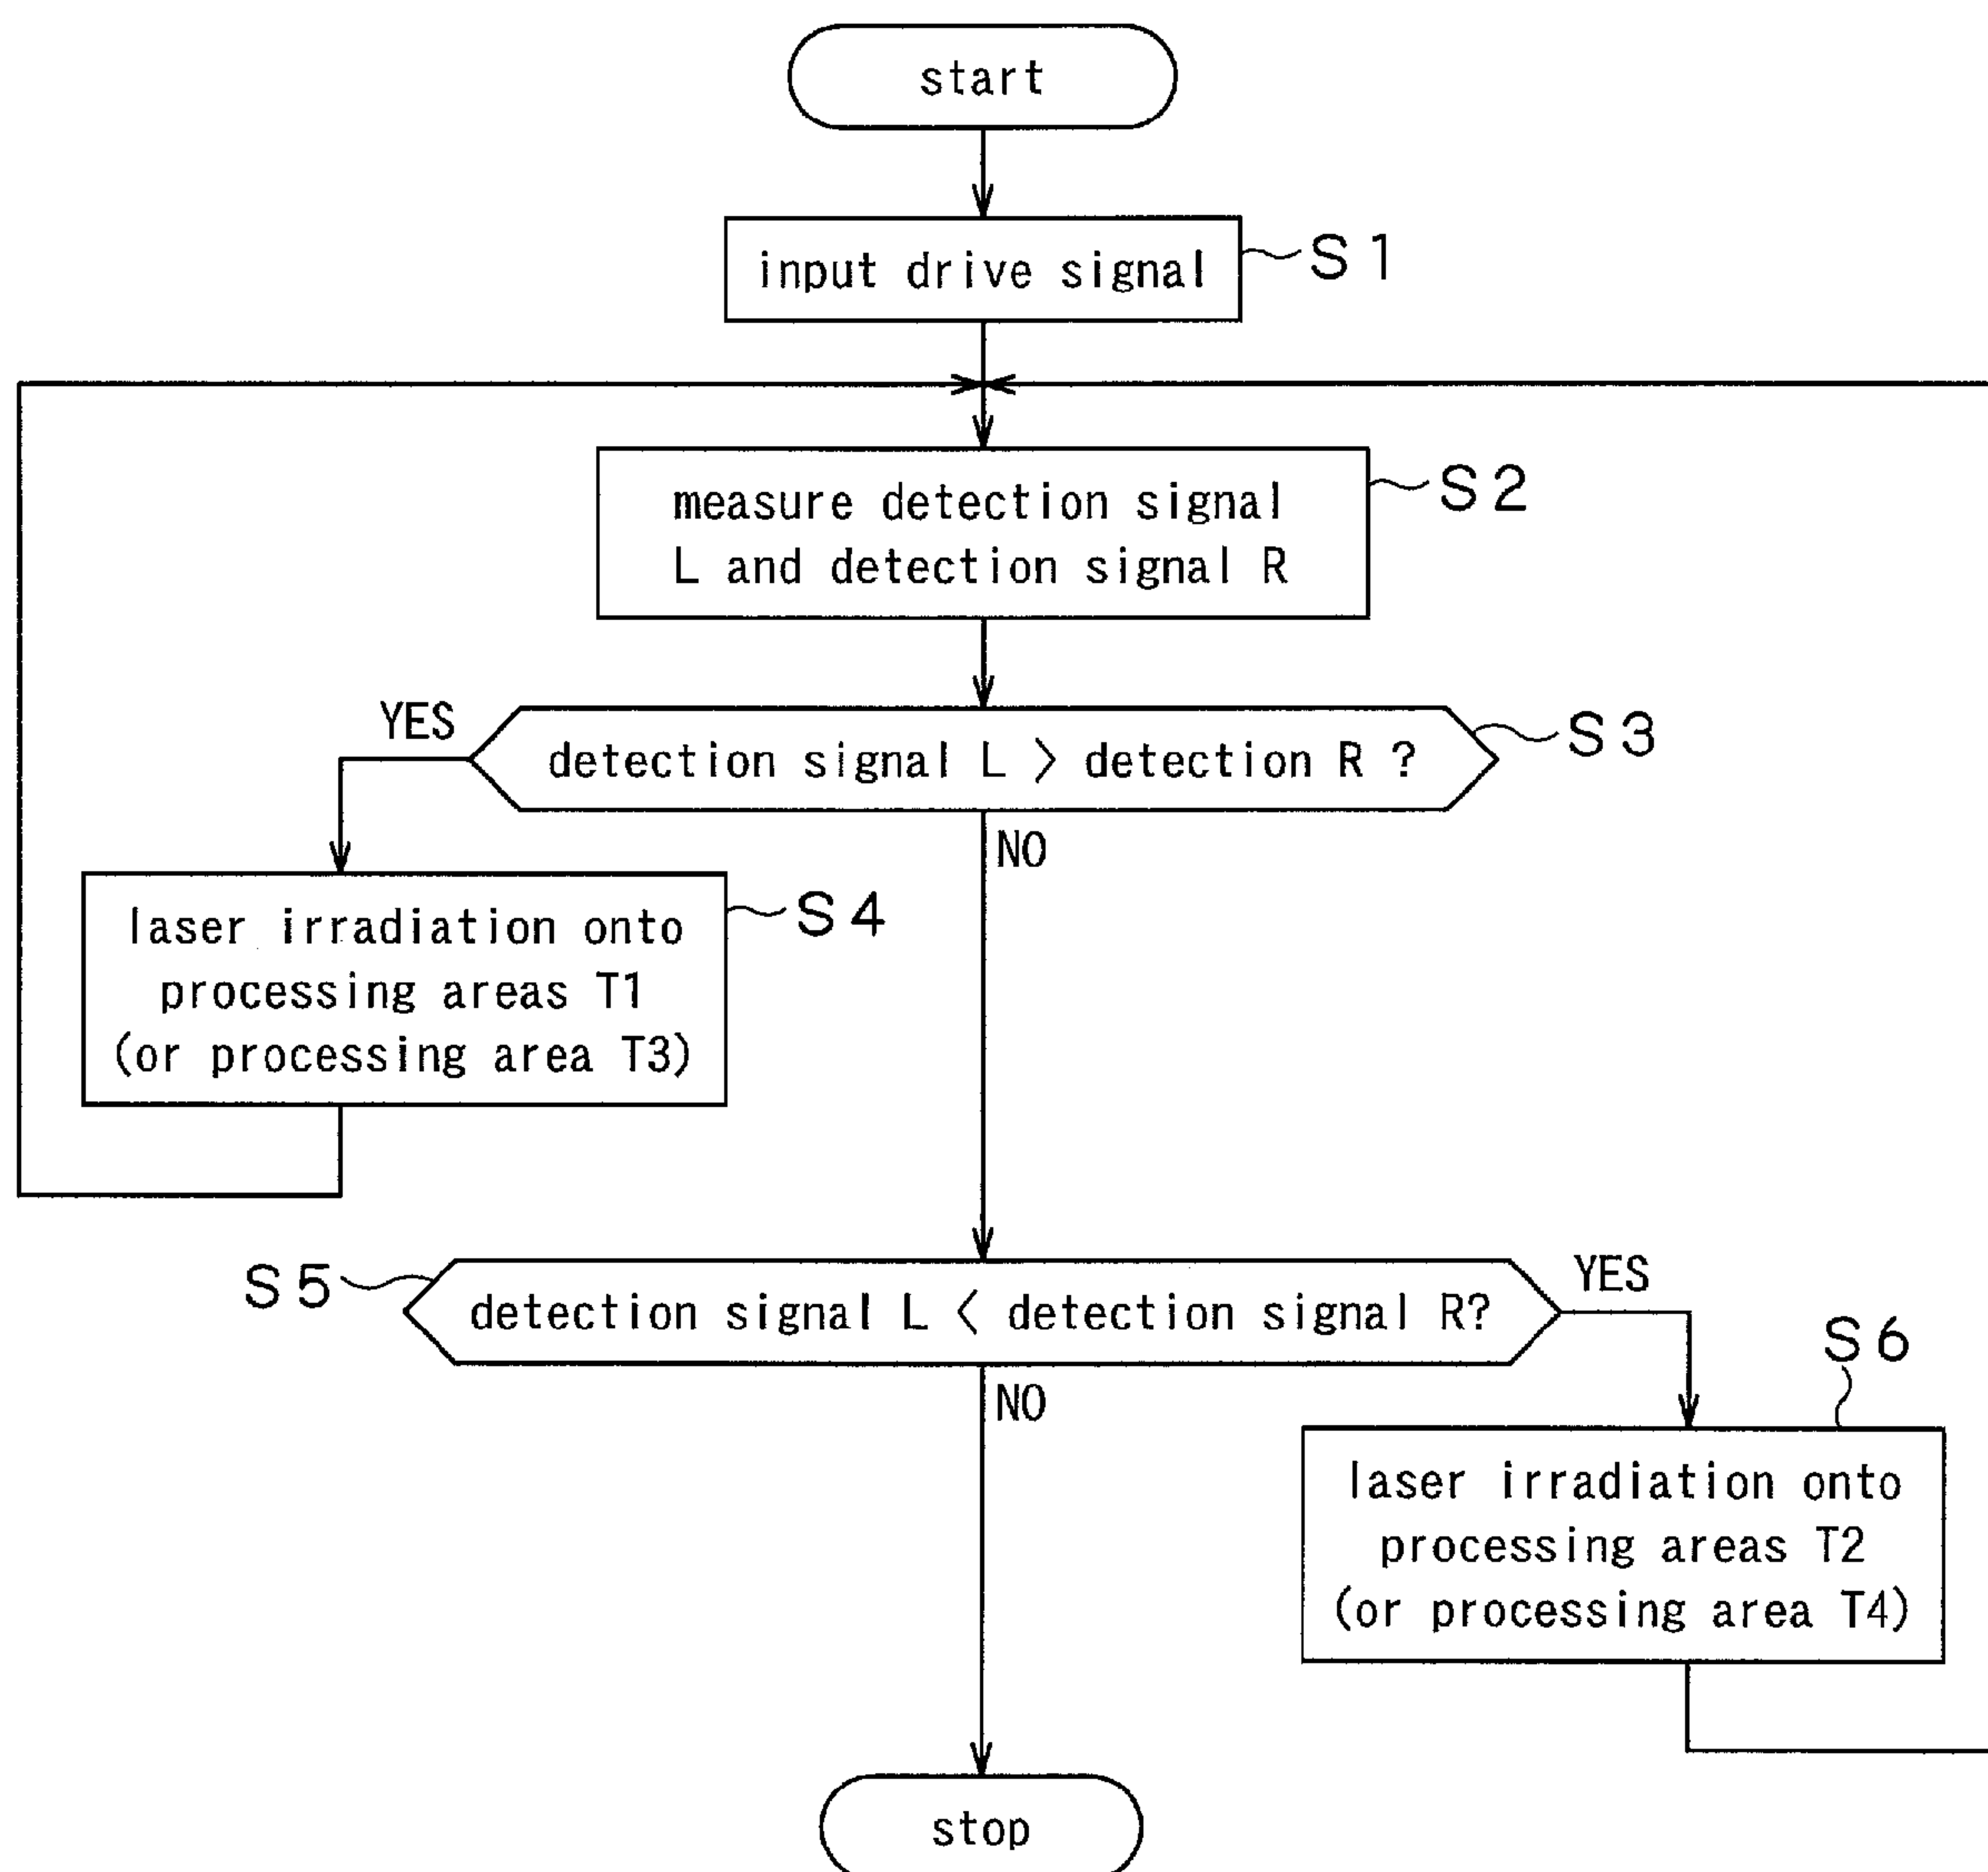 start
input drive signal
S1
measure detection signal
L and detection signal R
S2
YES
detection signal L > detection R ?
S3
NO
laser irradiation onto
processing areas T1
(or processing area T3)
S4
S5
detection signal L < detection signal R?
YES
NO
S6
laser irradiation onto
processing areas T2
(or processing area T4)
stop